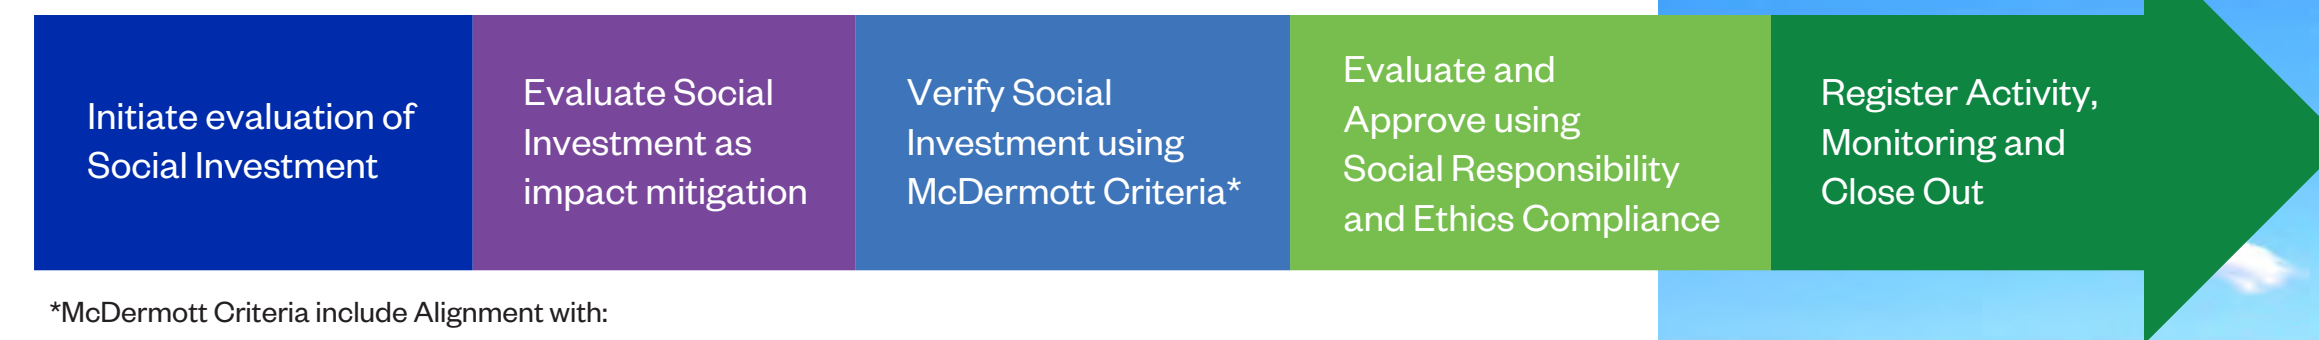 Initiate evaluation of
Social Investment
Evaluate Social
Investment as
impact mitigation
Verify Social
Investment using
McDermott Criteria*
Evaluate and
Approve using
Social Responsibility
and Ethics Compliance
Register Activity,
Monitoring and
Close Out
*McDermott Criteria include Alignment with: